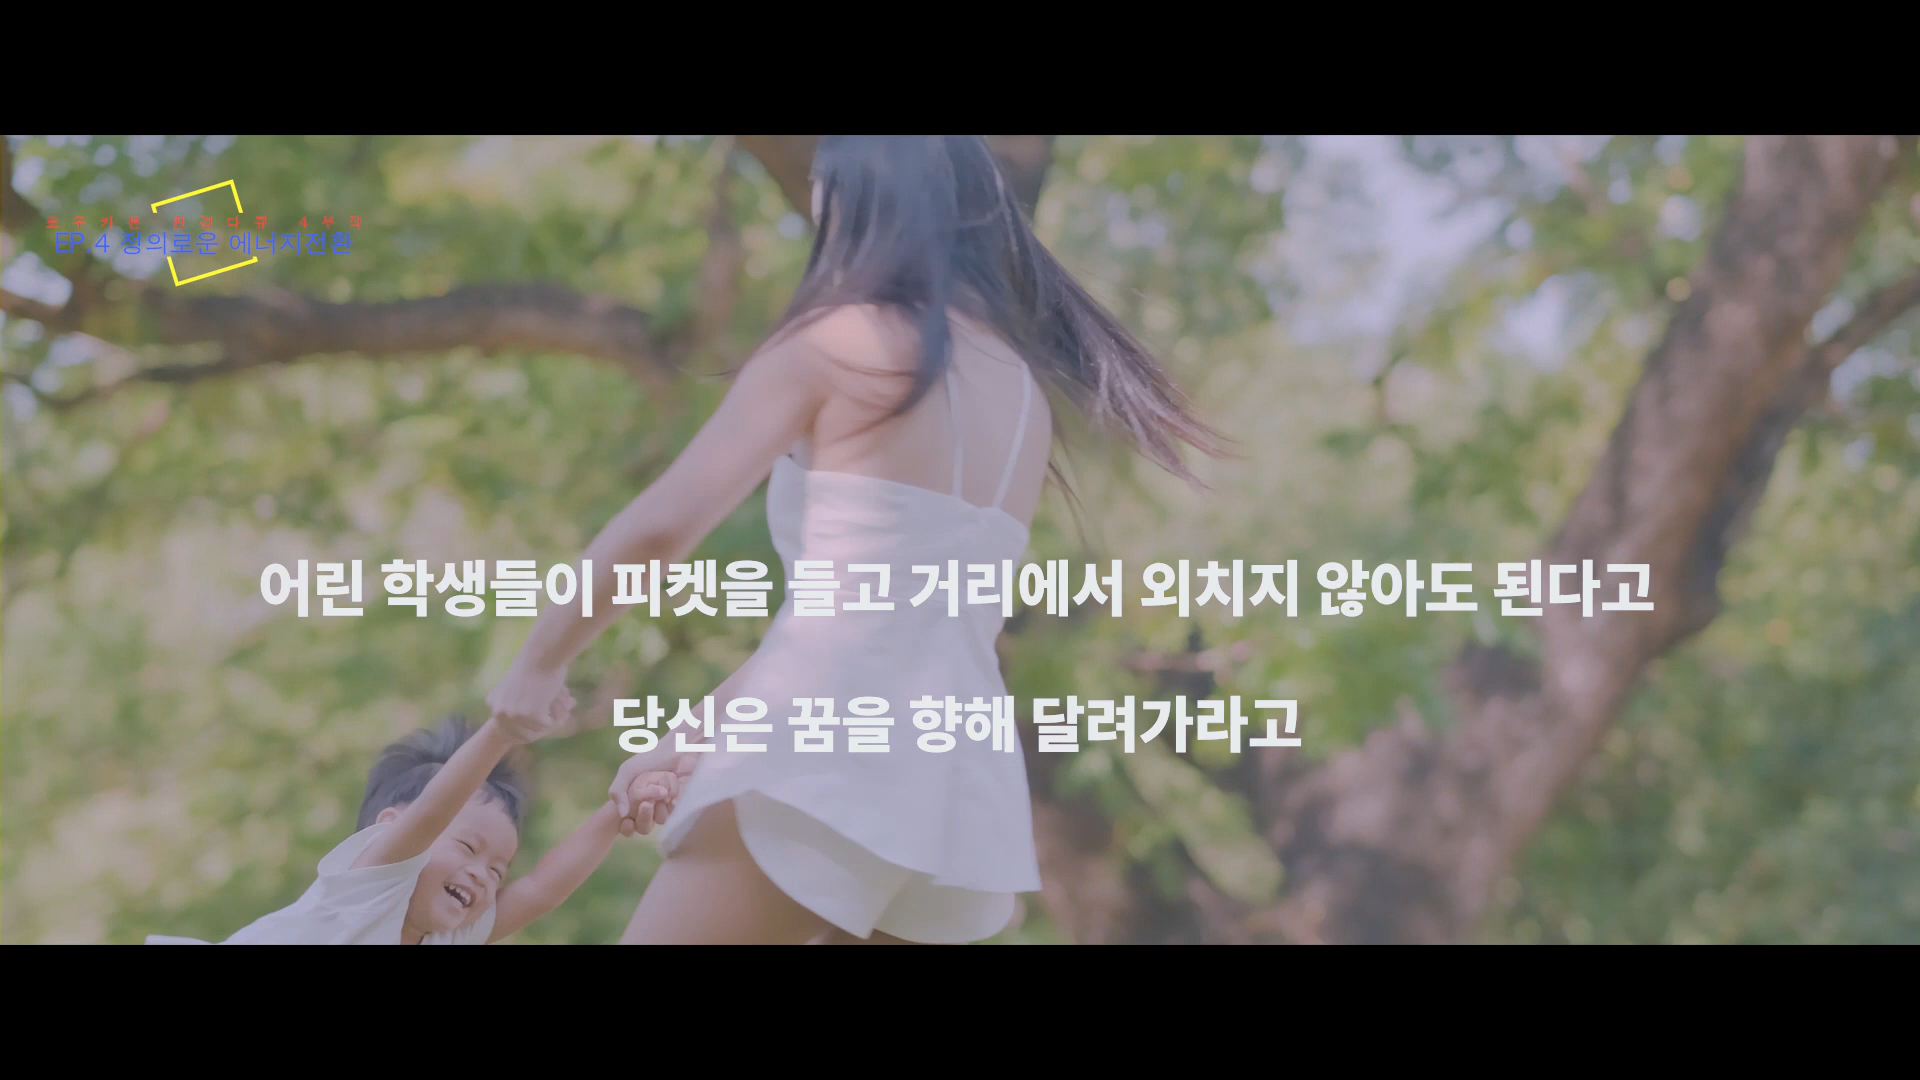 EP.4 정의로운 에너지전환
어린 학생들이 피켓을 들고 거리에서 외치지 않아도 된다고
당신은 꿈을 향해 달려가라고